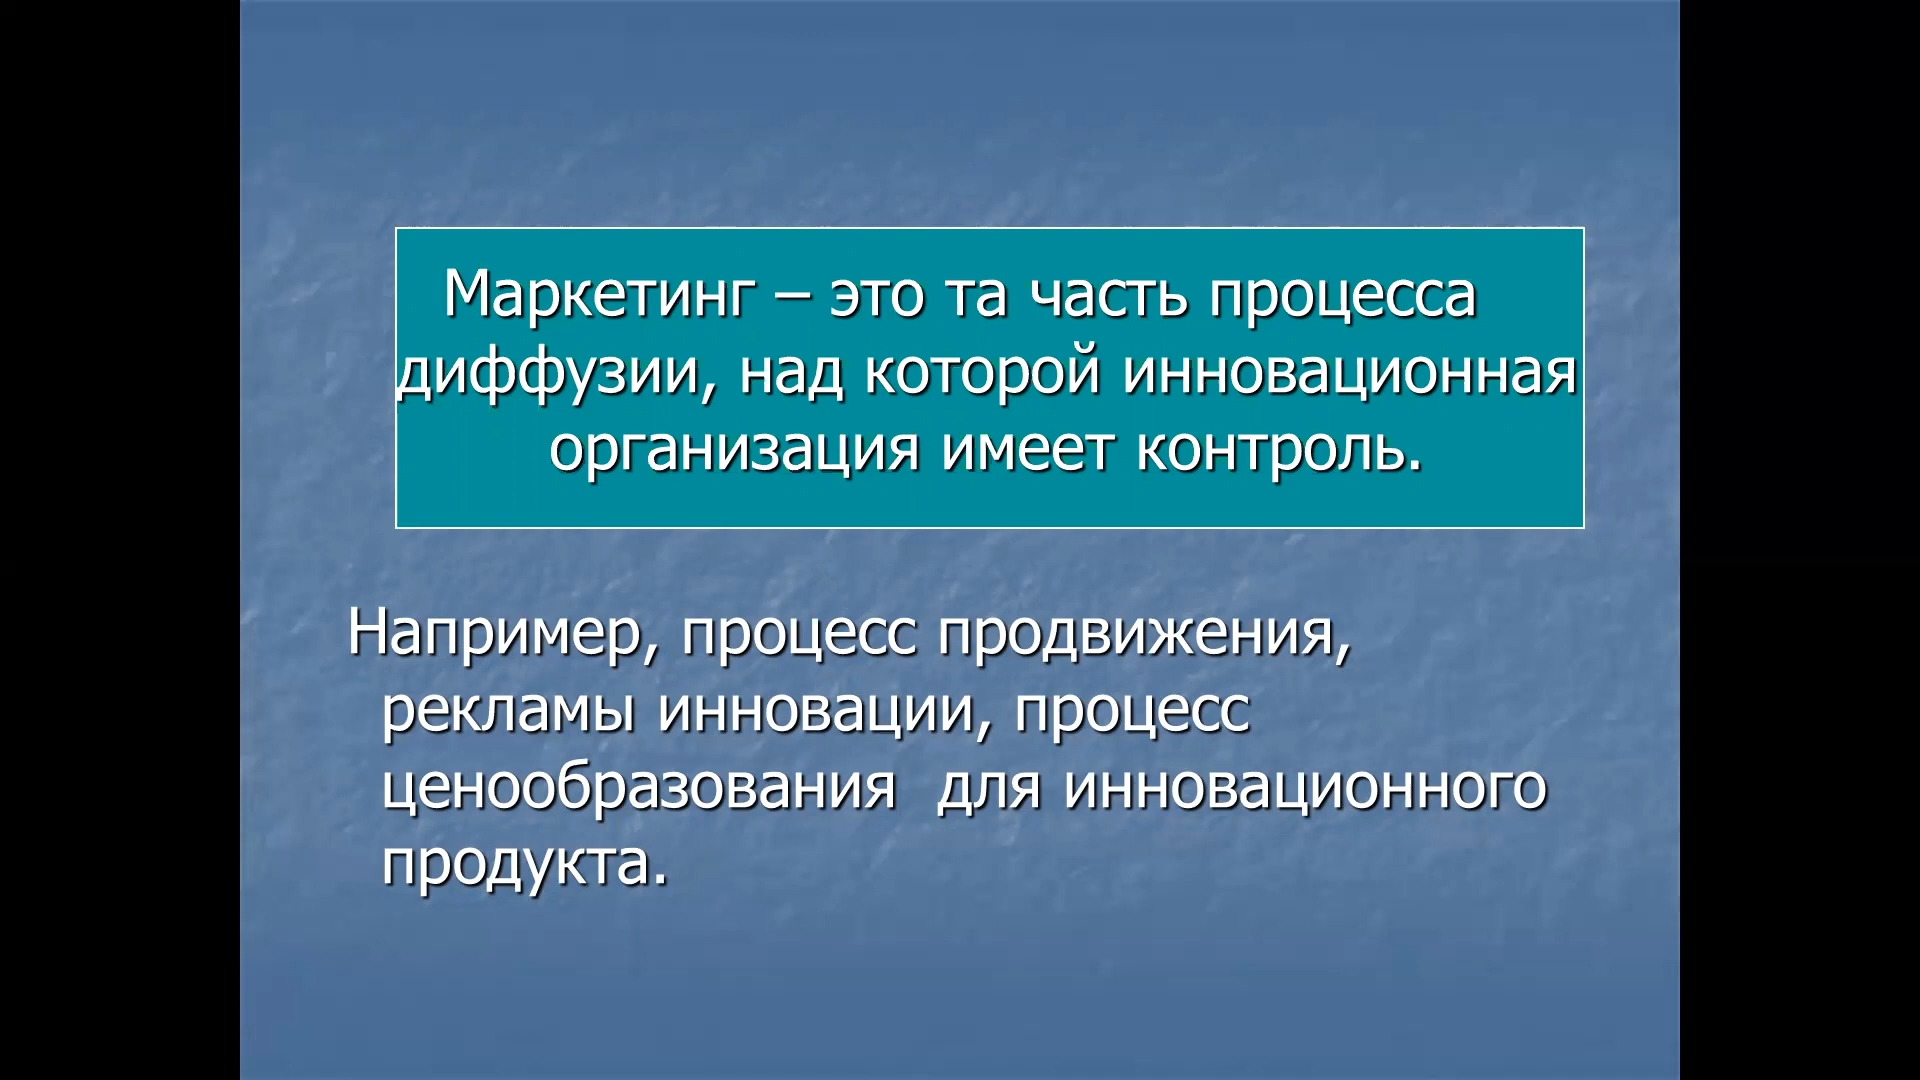 Маркетинг – это та часть процесса
диффузии, над которой инновационная
организация имеет контроль.
Например, процесс продвижения,
рекламы инновации, процесс
ценообразования  для инновационного
продукта.